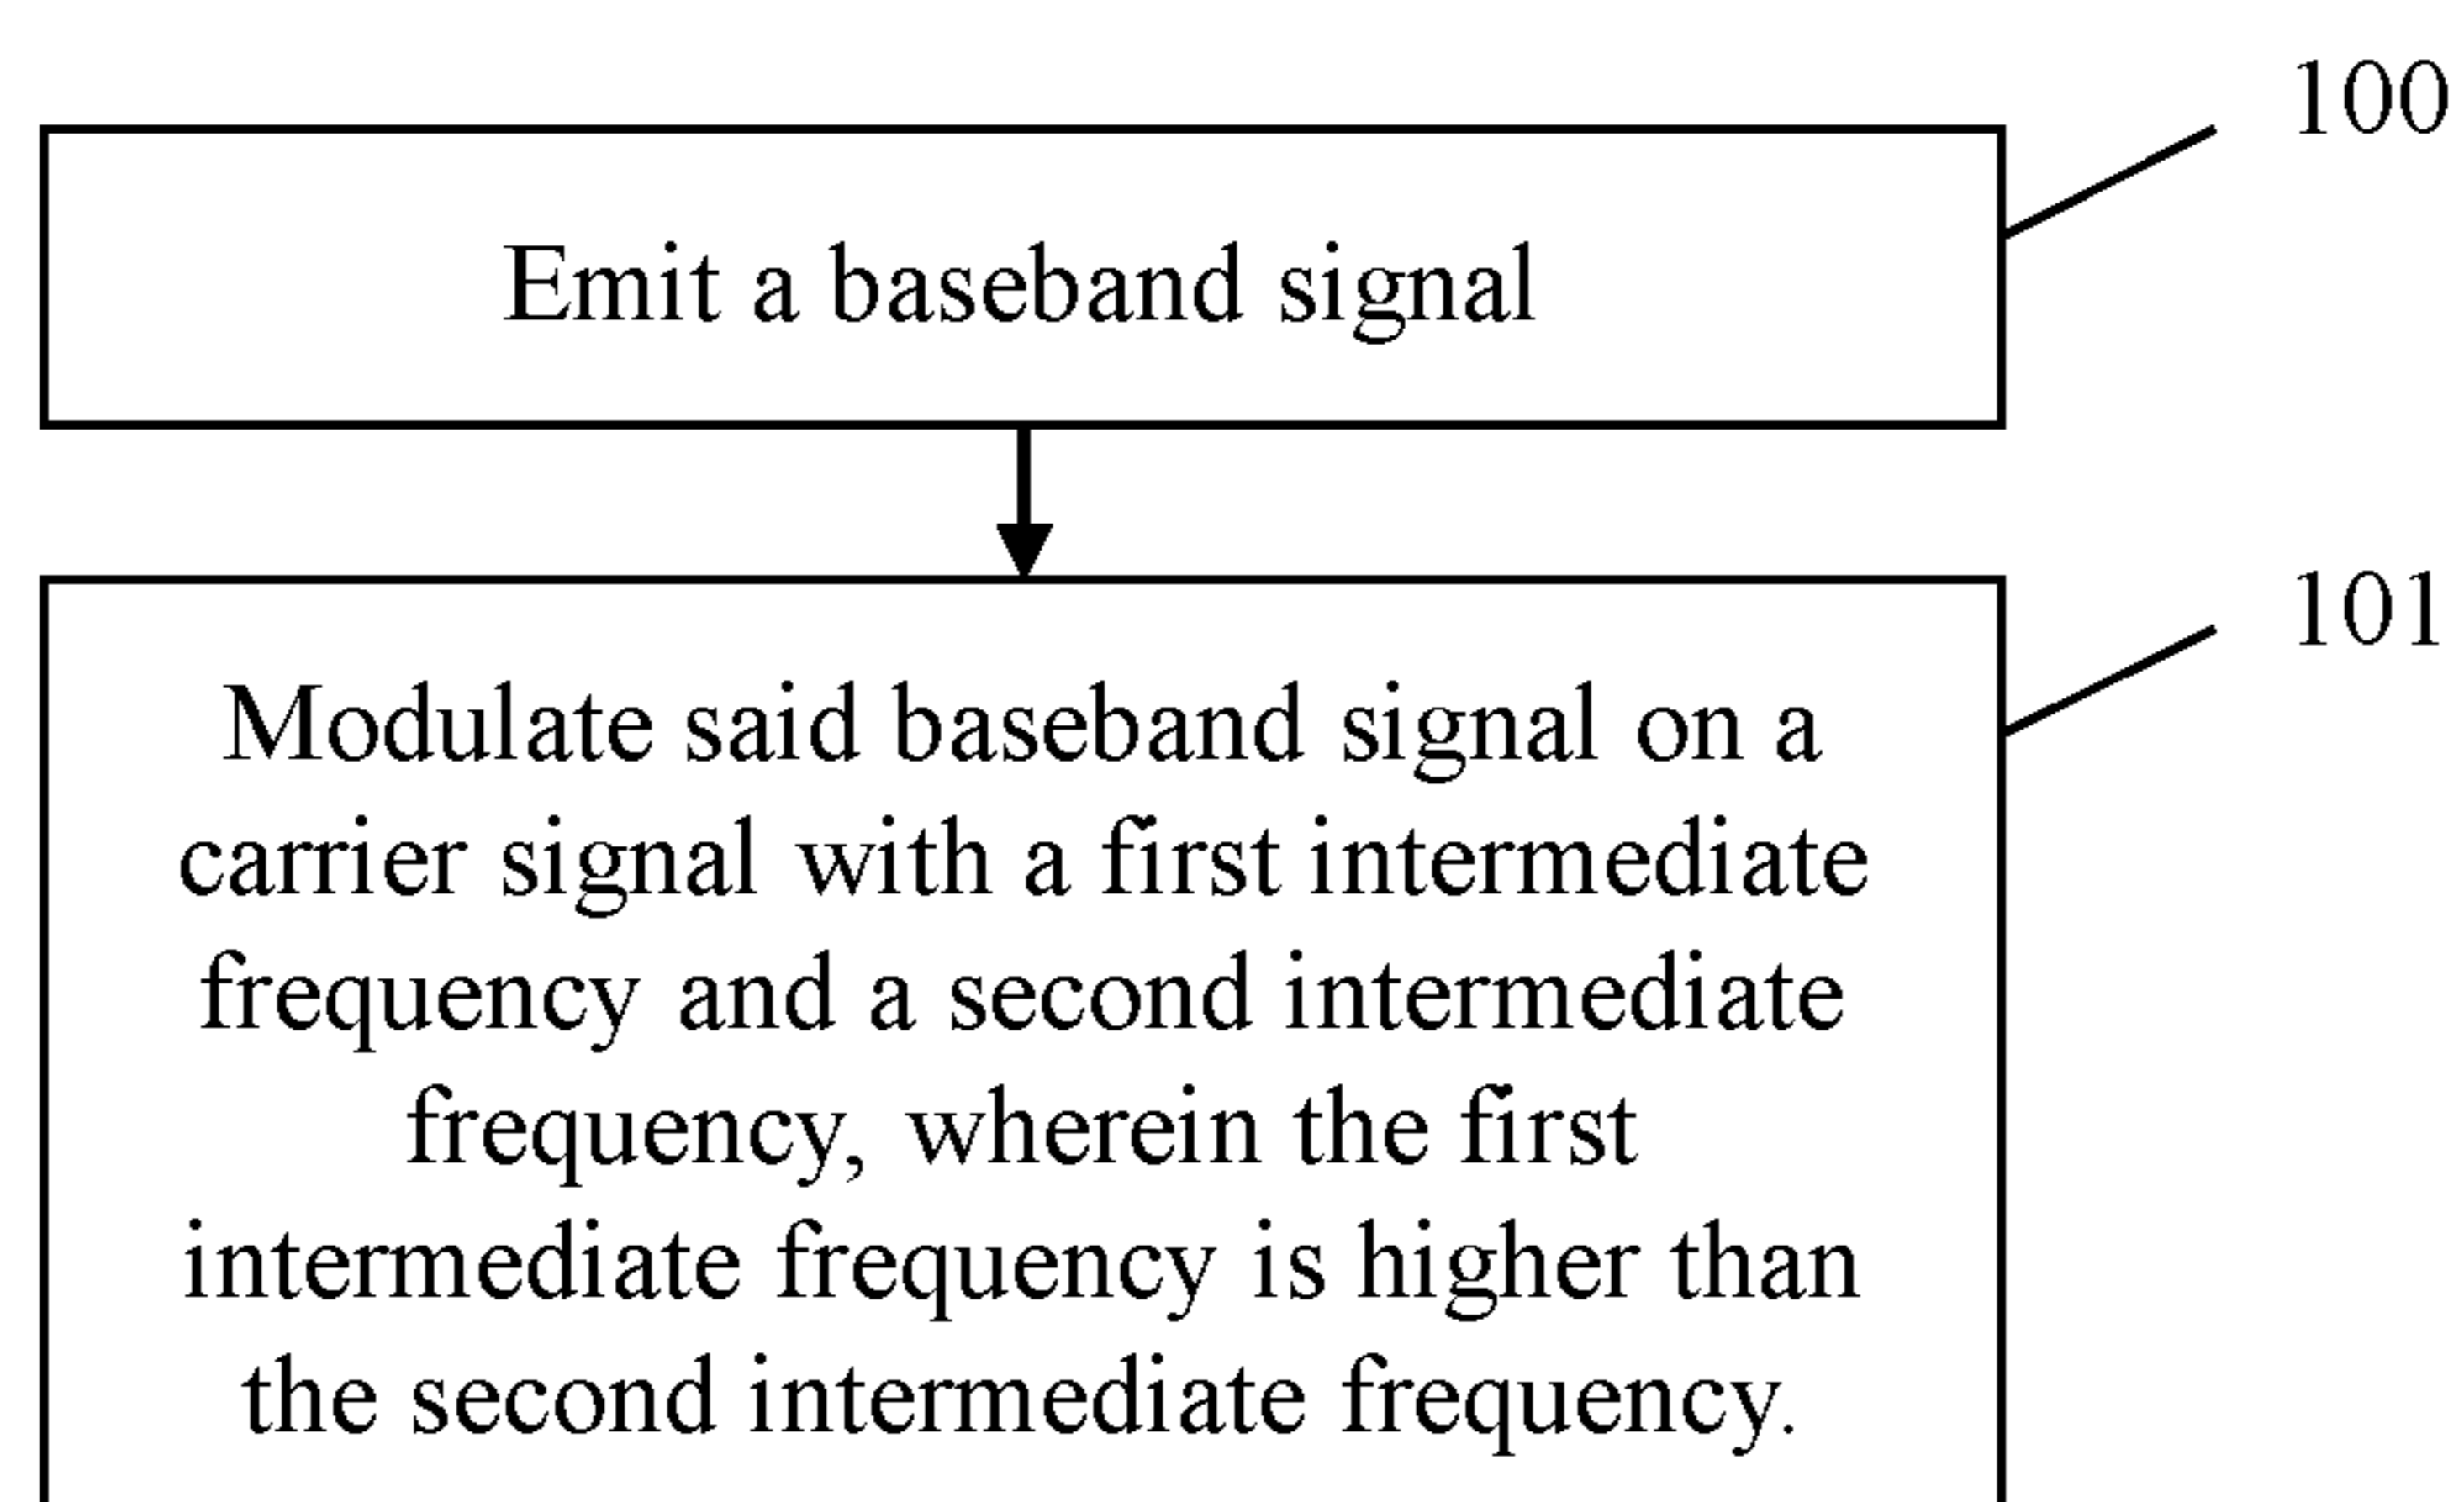 100
Emit a baseband signal
101
Modulate said baseband signal on a
carrier signal with a first intermediate
frequency and a second intermediate
frequency, wherein the first
intermediate frequency is higher than
the second intermediate frequency.